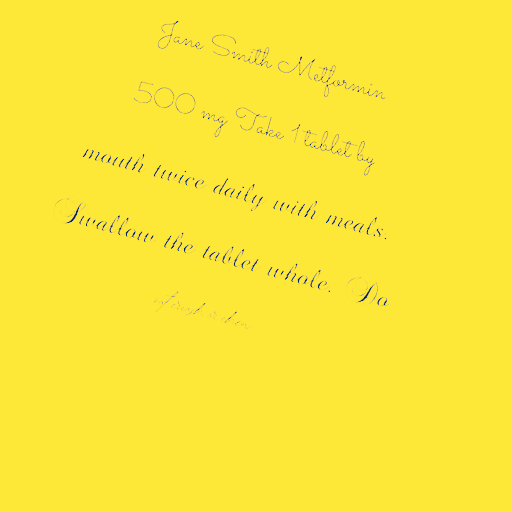 Jane Smith Metformin
500 mg Take 1 tablet by
mouth twice daily with meals.
Swallow the tablet whole. Do